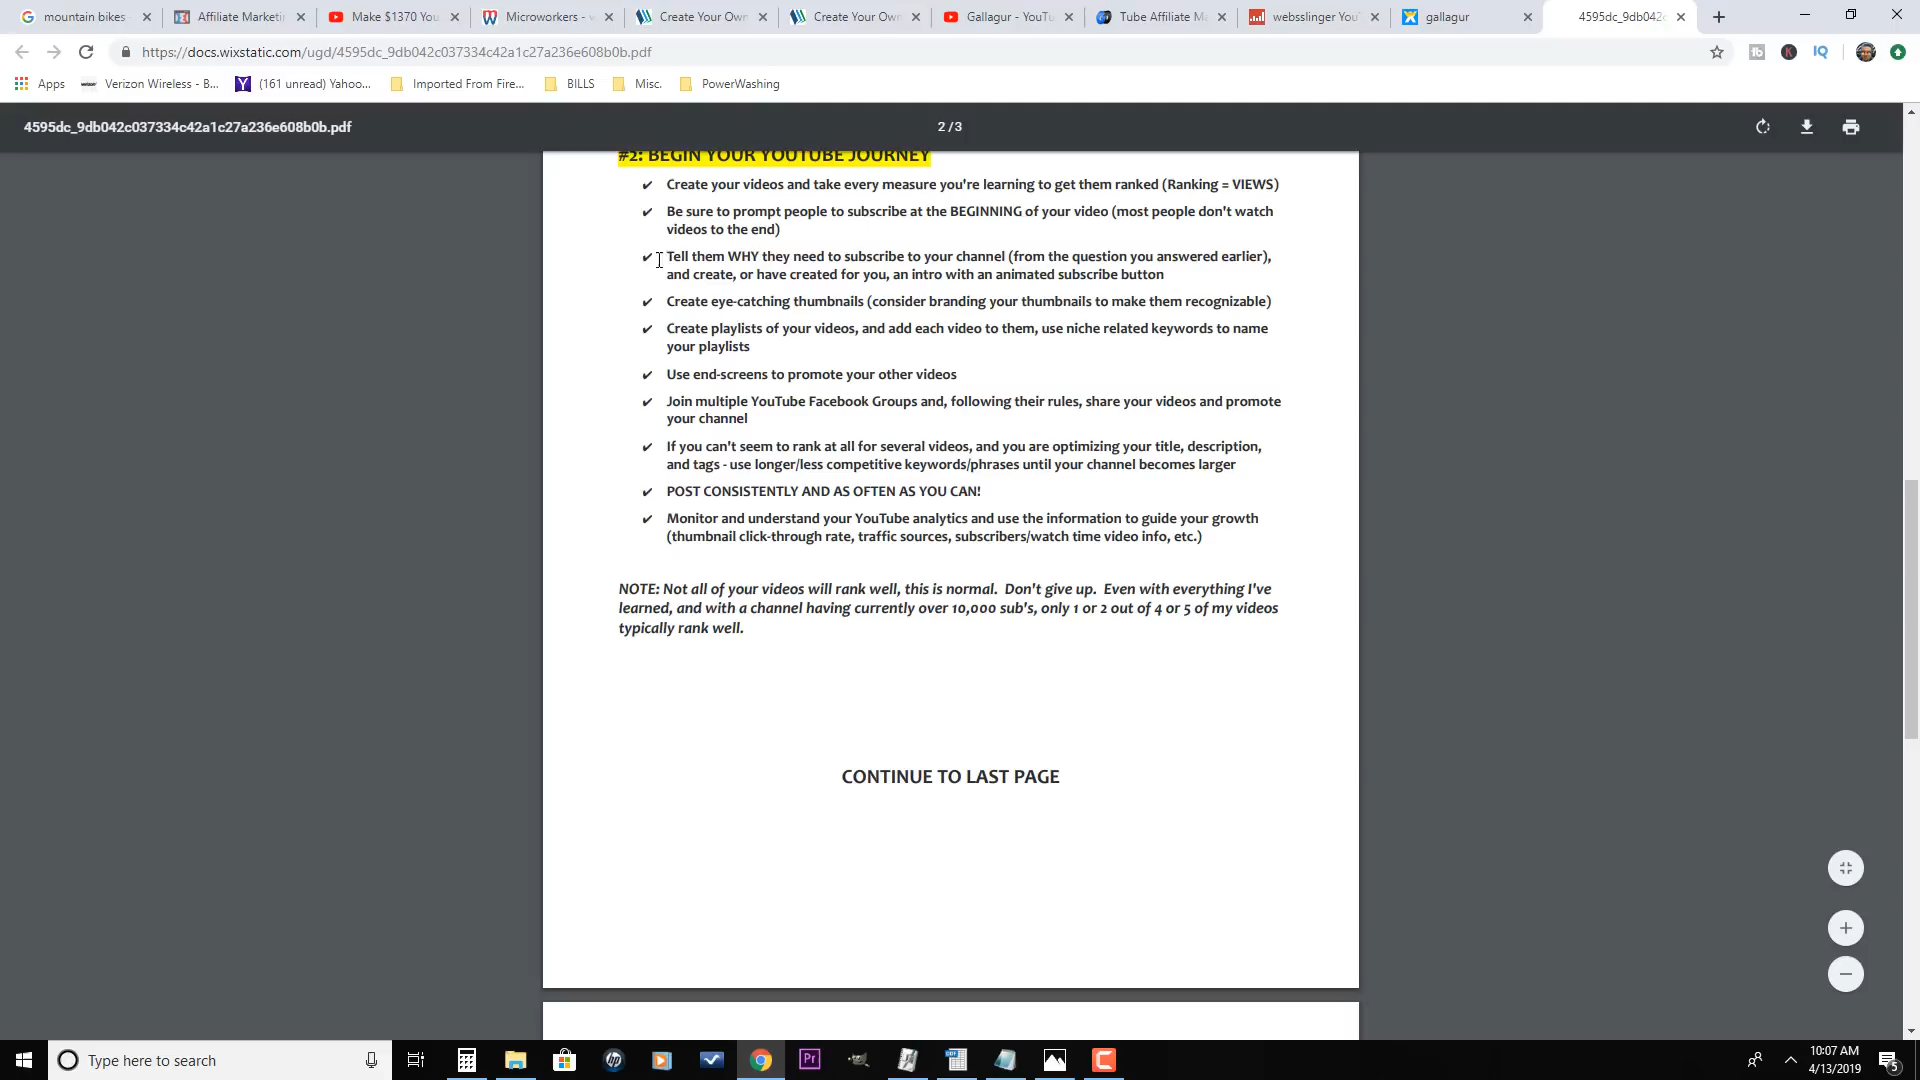 mountain bikes
Affiliate Marketin
Make $1370 You
Microworkers - w
Create Your Own
Create Your Own
Gallagur - YouTu
Tube Affiliate M
websslinger You
gallagur
4595dc_9db042c
https://docs.wixstatic.com/ugd/4595dc_9db042c037334c42a1c27a236e608b0b.pdf
Apps
Verizon Wireless - B...
(161 unread) Yahoo...
Imported From Fire...
BILLS
Misc.
PowerWashing
4595dc_9db042c037334c42a1c27a236e608b0b.pdf
2 / 3
#2: BEGIN YOUR YOUTUBE JOURNEY
✔ Create your videos and take every measure you're learning to get them ranked (Ranking = VIEWS)
✔ Be sure to prompt people to subscribe at the BEGINNING of your video (most people don't watch
videos to the end)
✔ Tell them WHY they need to subscribe to your channel (from the question you answered earlier),
and create, or have created for you, an intro with an animated subscribe button
✔ Create eye-catching thumbnails (consider branding your thumbnails to make them recognizable)
✔ Create playlists of your videos, and add each video to them, use niche related keywords to name
your playlists
✔ Use end-screens to promote your other videos
✔ Join multiple YouTube Facebook Groups and, following their rules, share your videos and promote
your channel
✔ If you can't seem to rank at all for several videos, and you are optimizing your title, description,
and tags - use longer/less competitive keywords/phrases until your channel becomes larger
✔ POST CONSISTENTLY AND AS OFTEN AS YOU CAN!
✔ Monitor and understand your YouTube analytics and use the information to guide your growth
(thumbnail click-through rate, traffic sources, subscribers/watch time video info, etc.)
NOTE: Not all of your videos will rank well, this is normal. Don't give up. Even with everything I've
learned, and with a channel having currently over 10,000 sub's, only 1 or 2 out of 4 or 5 of my videos
typically rank well.
CONTINUE TO LAST PAGE
Type here to search
10:07 AM
4/13/2019
5